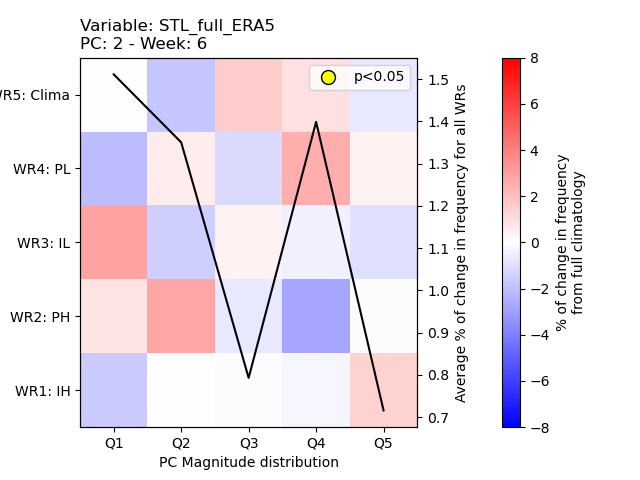 Variable: STL_full_ERA5
PC: 2 - Week: 6
p<0.05
WR5: Clima
WR4: PL
WR3: IL
WR2: PH
WR1: IH
Q1 Q2 Q3 Q4 Q5
PC Magnitude distribution
1.5
1.4
1.3
1.2
1.1
1.0
0.9
0.8
0.7
Average % of change in frequency for all WRs
8
6
4
2
0
−2
−4
−6
−8
% of change in frequency
from full climatology